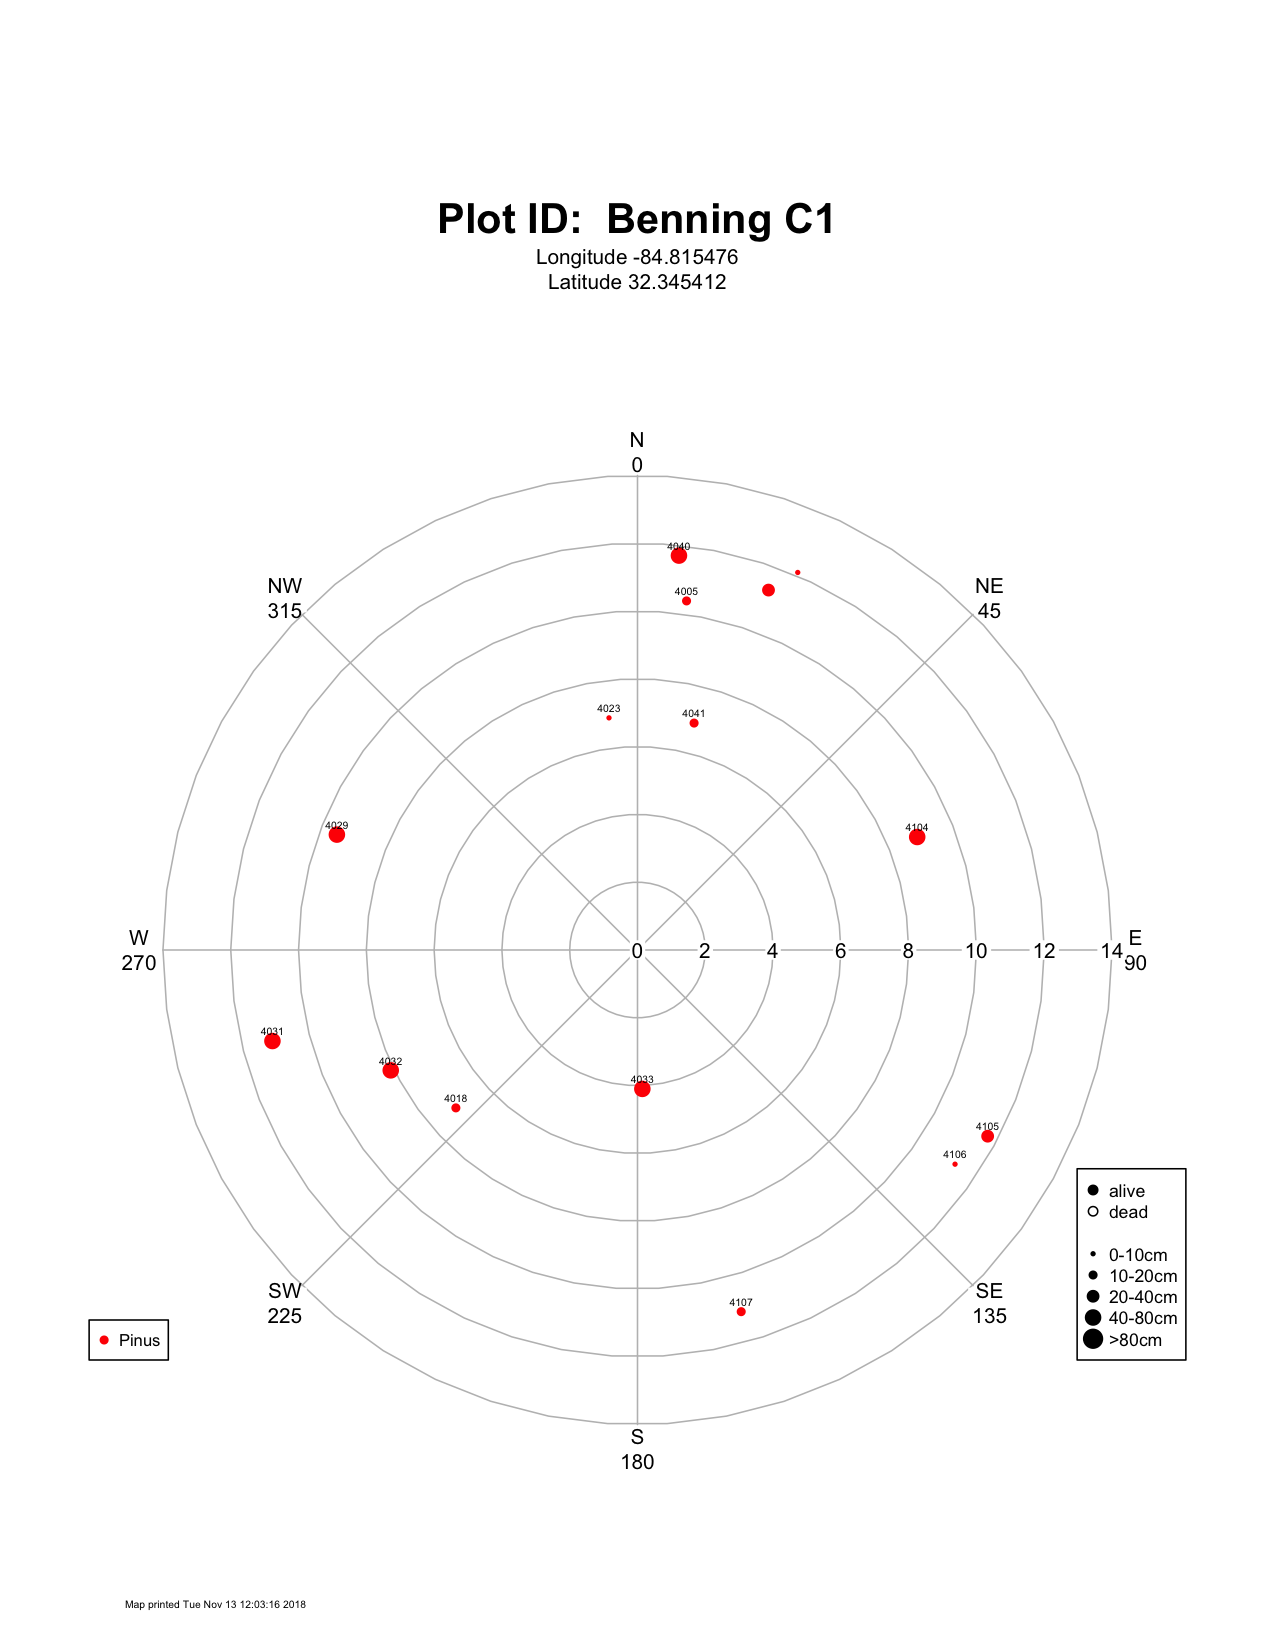 Plot ID:  Benning C1
Longitude -84.815476
Latitude 32.345412
N
0
4040
NW
315
4005
NE
45
4023
4041
4029
4104
W
270
0 2 4 6 8 10 12 14
E
90
4031
4032
4033
4018
4105
4106
alive
dead
0-10cm
10-20cm
20-40cm
40-80cm
>80cm
SW
225
4107
SE
135
Pinus
S
180
Map printed Tue Nov 13 12:03:16 2018